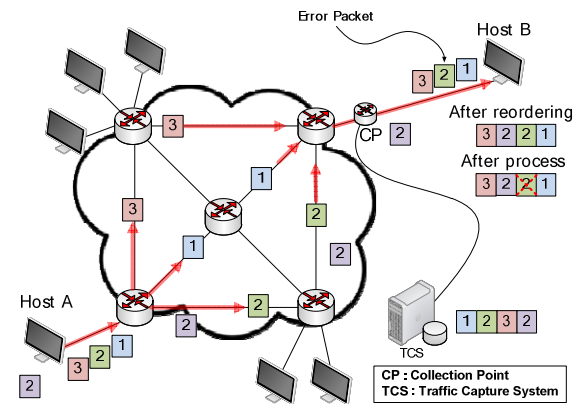 Error Packet
Host B
3 2 1
3
CP
2
After reordering
3 2 2 1
1
After process
3 2 2 1
3
2
1
2
Host A
2
2
1 2 3 2
TCS
3 2 1
2
CP : Collection Point
TCS : Traffic Capture System